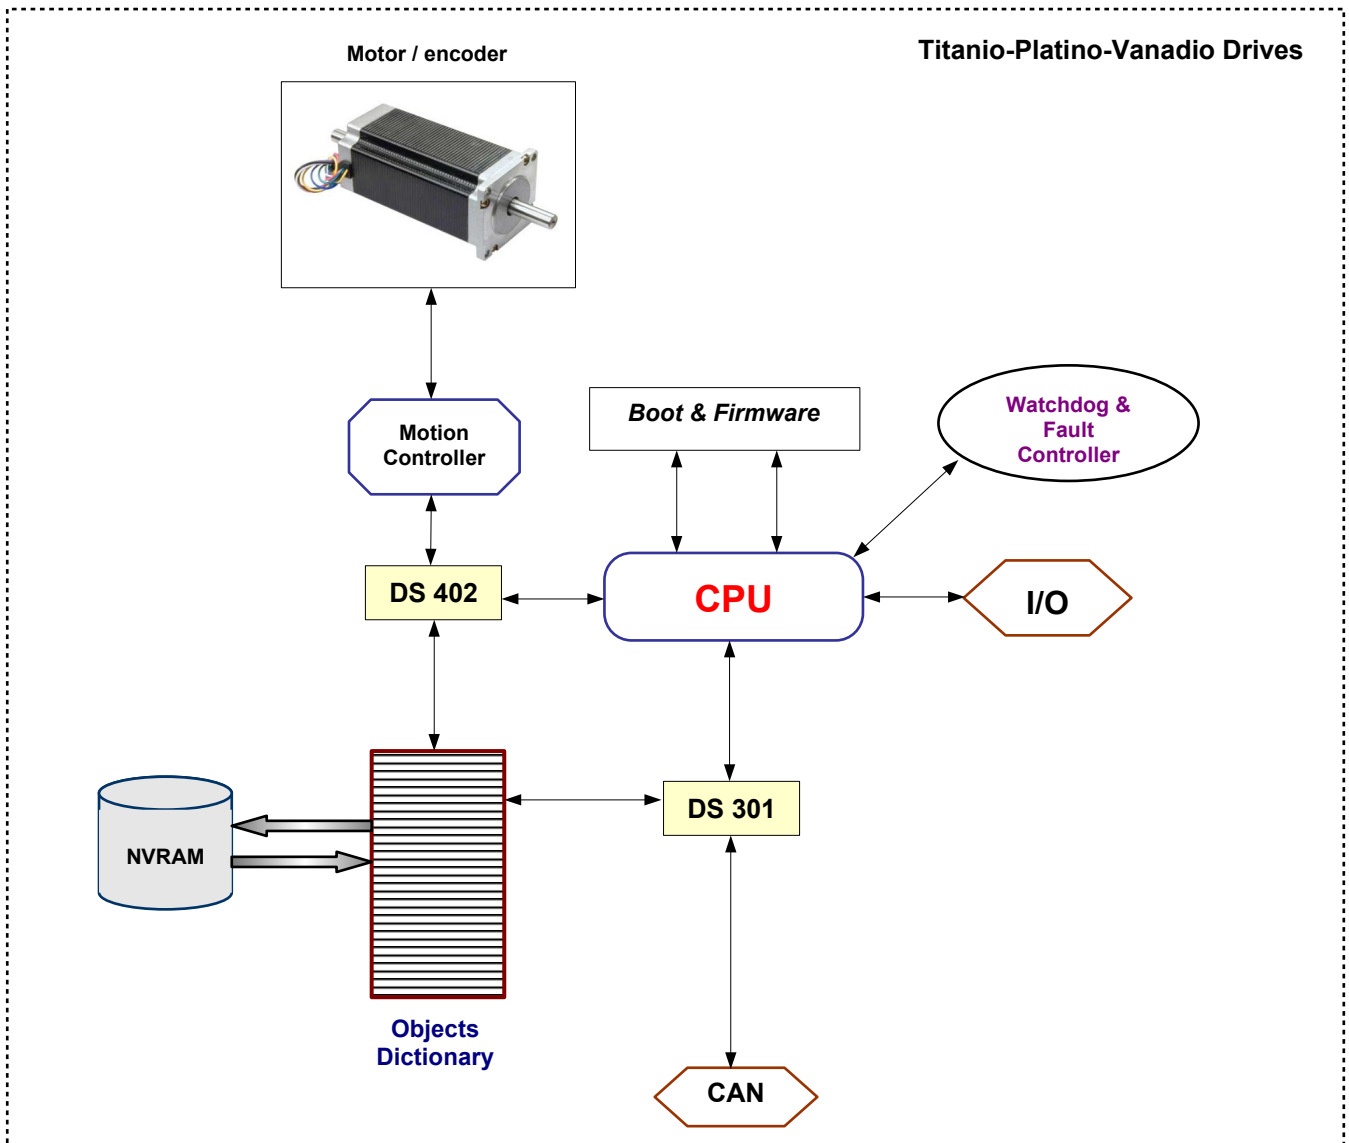 Motor / encoder
Titanio-Platino-Vanadio Drives
Boot & Firmware
Watchdog &
Fault
Controller
Motion
Controller
DS 402
CPU
I/O
NVRAM
DS 301
Objects
Dictionary
CAN